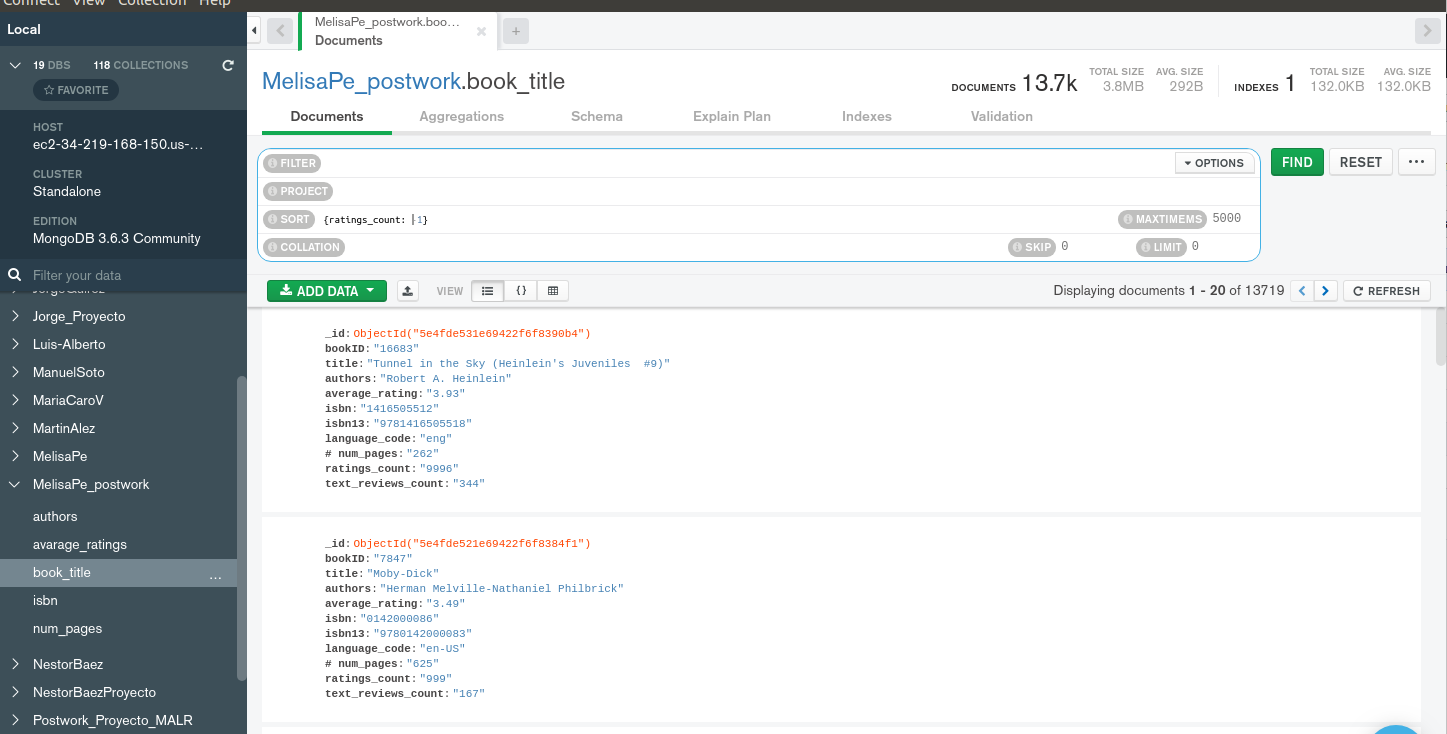 Connect View Collection Help
Local
19 DBS 118 COLLECTIONS
FAVORITE
HOST
ec2-34-219-168-150.us-...
CLUSTER
Standalone
EDITION
MongoDB 3.6.3 Community
Filter your data
Jorge_Proyecto
Luis-Alberto
ManuelSoto
MariaCaroV
MartinAlez
MelisaPe
MelisaPe_postwork
authors
avarage_ratings
book_title ...
isbn
num_pages
NestorBaez
NestorBaezProyecto
Postwork_Proyecto_MALR
MelisaPe_postwork.boo...
Documents
MelisaPe_postwork.book_title
DOCUMENTS 13.7k TOTAL SIZE 3.8MB AVG. SIZE 292B
INDEXES 1 TOTAL SIZE 132.0KB AVG. SIZE 132.0KB
Documents Aggregations Schema Explain Plan Indexes Validation
FILTER OPTIONS FIND RESET ...
PROJECT
SORT {ratings_count: -1} MAXTIMEMS 5000
COLLATION SKIP 0 LIMIT 0
ADD DATA VIEW {} Displaying documents 1 - 20 of 13719 < > REFRESH
_id: ObjectId("5e4fde531e69422f6f8390b4")
bookID: "16683"
title: "Tunnel in the Sky (Heinlein's Juveniles  #9)"
authors: "Robert A. Heinlein"
average_rating: "3.93"
isbn: "1416505512"
isbn13: "9781416505518"
language_code: "eng"
# num_pages: "262"
ratings_count: "9996"
text_reviews_count: "344"
_id: ObjectId("5e4fde521e69422f6f8384f1")
bookID: "7847"
title: "Moby-Dick"
authors: "Herman Melville-Nathaniel Philbrick"
average_rating: "3.49"
isbn: "0142000086"
isbn13: "9780142000083"
language_code: "en-US"
# num_pages: "625"
ratings_count: "999"
text_reviews_count: "167"